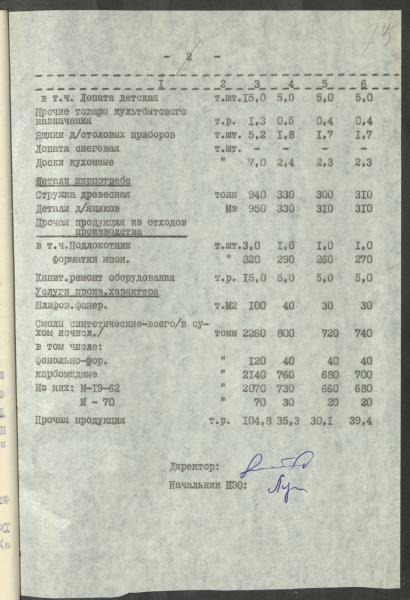 - 2 -
1 2 3 4 5 6
в т.ч. Лопата детская т.шт. 15,0 5,0 5,0 5,0
Прочие товары культбытового
назначения т.р. 1,3 0,5 0,4 0,4
Ящики д/столовых приборов т.шт. 5,2 1,8 1,7 1,7
Лопата снеговая т.шт. - - - -
Доски кухонные " 7,0 2,4 2,3 2,3
Детали ширпотреба
Стружка древесная тонн 940 330 300 310
Детали д/ящиков М3 950 330 310 310
Прочая продукция из отходов
производства
в т.ч. Подлокотник т.шт. 3,0 1,0 1,0 1,0
форматки " 320 290 260 270
Капит.ремонт оборудования т.р. 15,0 5,0 5,0 5,0
Услуги произ.характера
Шлифов.фанер. т.М2 100 40 30 30
Смолы синтетические-всего/в су-
хом исчисл./ тонн 2260 800 720 740
в том числе:
фенольно-фор. " 120 40 40 40
карбомидные " 2140 760 680 700
Из них: М-19-62 " 2070 730 660 680
М - 70 " 70 30 20 20
Прочая продукция т.р. 104,8 35,3 30,1 39,4
Директор:
Начальник ПЭО: